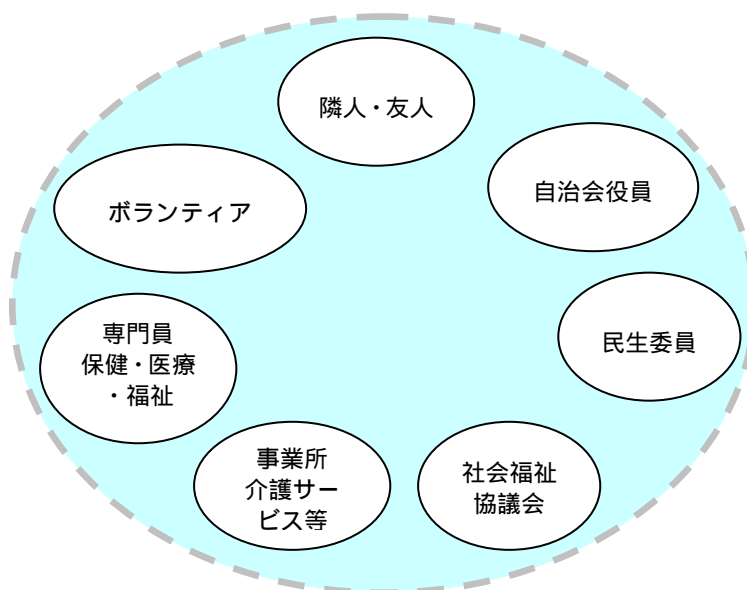 隣人・友人
自治会役員
ボランティア
民生委員
専門員
保健・医療
・福祉
事業所
介護サー
ビス等
社会福祉
協議会